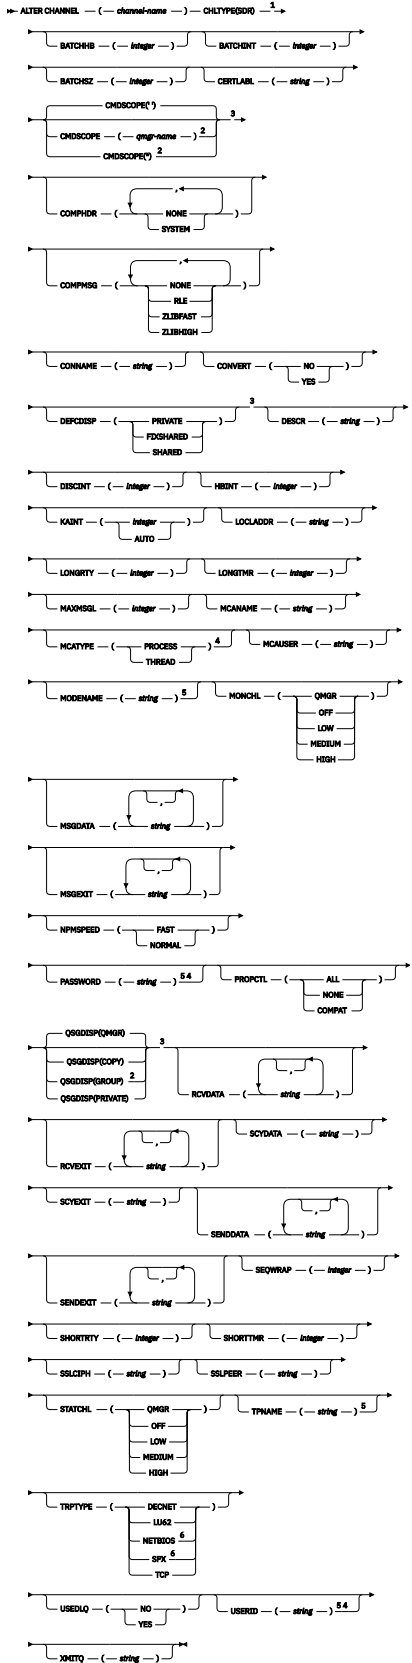 ALTER CHANNEL ( channel-name ) CHLTYPE(SDR) 1
BATCHHB ( integer ) BATCHINT ( integer )
BATCHSZ ( integer ) CERTLABL ( string )
CMDSCOPE(' ')
CMDSCOPE ( qmgr-name ) 2 3
CMDSCOPE(*) 2
,
COMPHDR ( NONE )
SYSTEM
,
COMPMSG ( NONE )
RLE
ZLIBFAST
ZLIBHIGH
CONNAME ( string ) CONVERT ( NO )
YES
DEFCDISP ( PRIVATE ) 3 DESCR ( string )
FIXSHARED
SHARED
DISCINT ( integer ) HBINT ( integer )
KAINT ( integer ) LOCLADDR ( string )
AUTO
LONGRTY ( integer ) LONGTMR ( integer )
MAXMSGL ( integer ) MCANAME ( string )
MCATYPE ( PROCESS ) 4 MCAUSER ( string )
THREAD
MODENAME ( string ) 5 MONCHL ( QMGR )
OFF
LOW
MEDIUM
HIGH
,
MSGDATA ( string )
,
MSGEXIT ( string )
NPMSPEED ( FAST )
NORMAL
PASSWORD ( string ) 5 4 PROPCTL ( ALL )
NONE
COMPAT
QSGDISP(QMGR) 3
QSGDISP(COPY)
QSGDISP(GROUP) 2
QSGDISP(PRIVATE)
,
RCVDATA ( string )
,
RCVEXIT ( string ) SCYDATA ( string )
SCYEXIT ( string )
,
SENDDATA ( string )
,
SENDEXIT ( string ) SEQWRAP ( integer )
SHORTRTY ( integer ) SHORTTMR ( integer )
SSLCIPH ( string ) SSLPEER ( string )
STATCHL ( QMGR ) TPNAME ( string ) 5
OFF
LOW
MEDIUM
HIGH
TRPTYPE ( DECNET )
LU62
NETBIOS 6
SPX 6
TCP
USEDLQ ( NO ) USERID ( string ) 5 4
YES
XMITQ ( string )